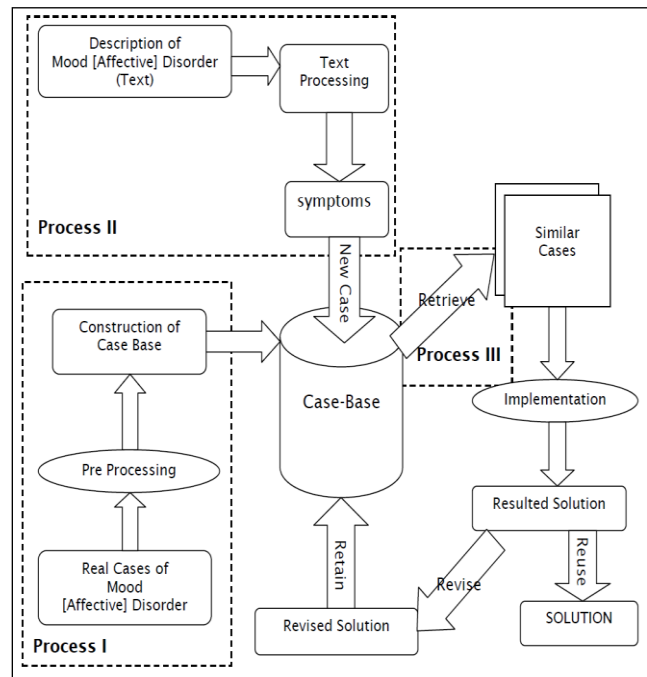 Description of
Mood [Affective] Disorder
(Text)
Text
Processing
symptoms
Process II
New Case
Similar
Cases
Retrieve
Process III
Construction of
Case Base
Case-Base
Implementation
Pre Processing
Resulted Solution
Real Cases of
Mood
[Affective] Disorder
Process I
Retain
Revise
Reuse
Revised Solution
SOLUTION